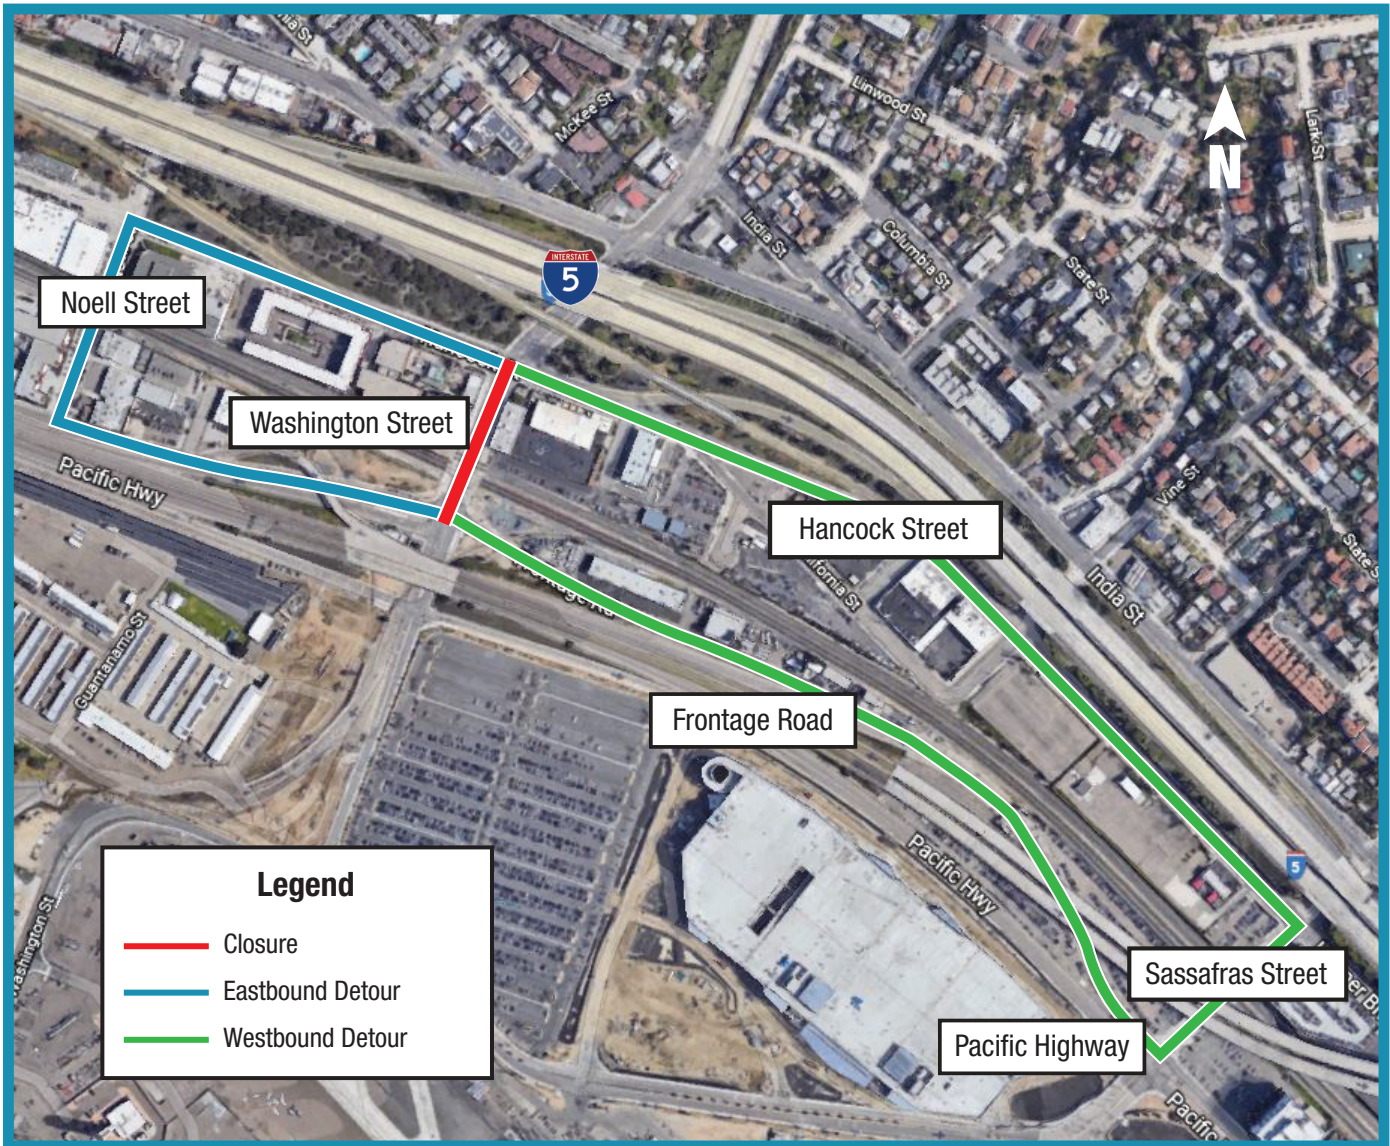 McKee St
Linwood St
Lark St
N
India St
Columbia St
State St
INTERSTATE
5
Noell Street
Washington Street
Pacific Hwy
Hancock Street
Vine St
India St
Guantanamo St
Frontage Road
Pacific Hwy
5
Legend
Closure
Eastbound Detour
Westbound Detour
Sassafras Street
Pacific Highway
Pacific